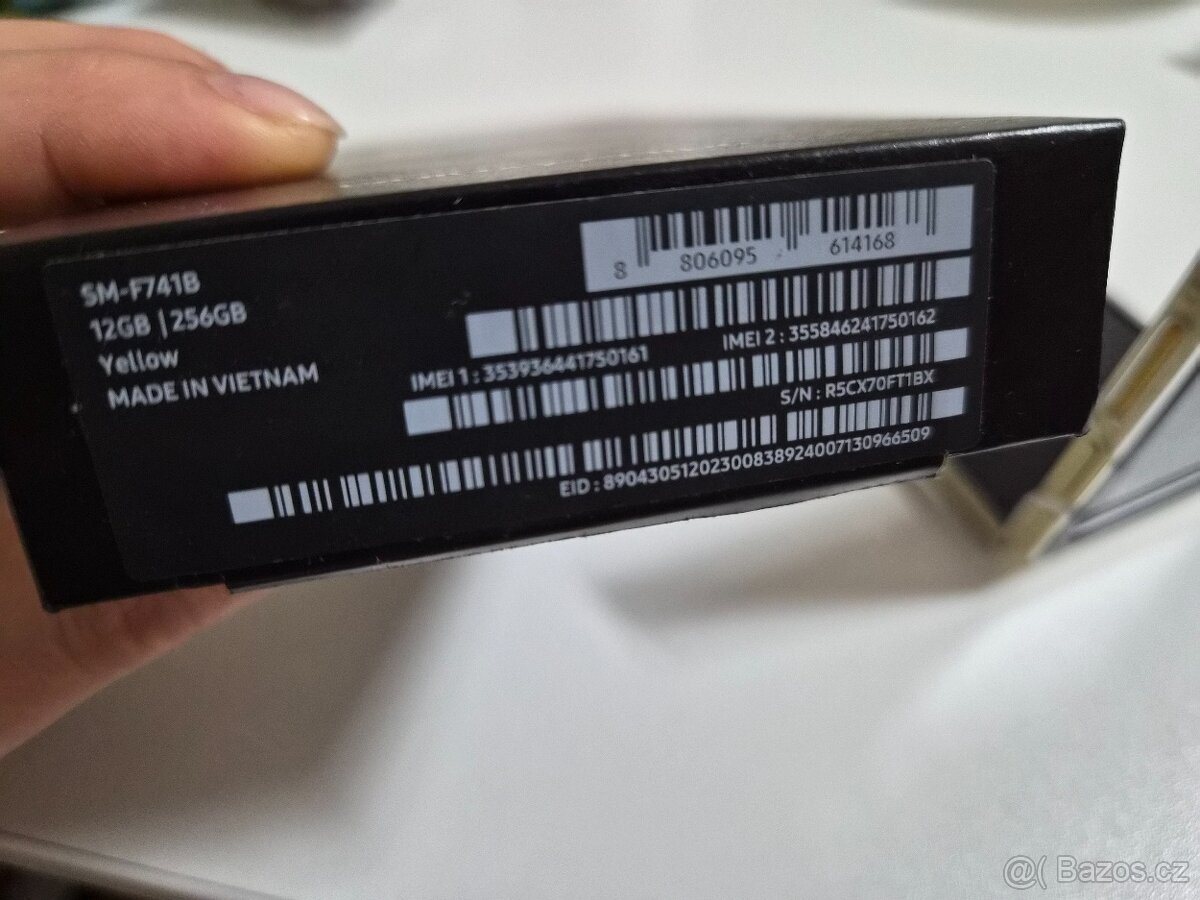 SM-F741B
12GB | 256GB
Yellow
MADE IN VIETNAM
8 806095 614168
IMEI 1 : 353936441750161
IMEI 2 : 355846241750162
S/N : R5CX70FT1BX
EID : 89043051202300838924007130966509
@( Bazos.cz